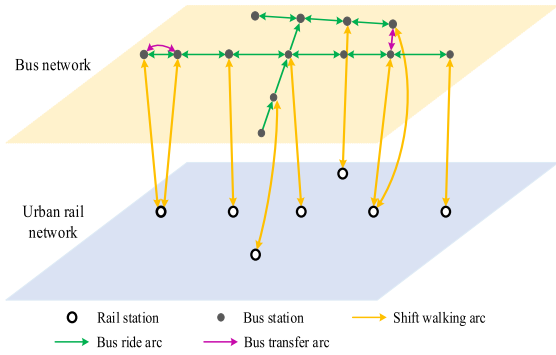 Bus network
Urban rail
network
Rail station
Bus station
Shift walking arc
Bus ride arc
Bus transfer arc